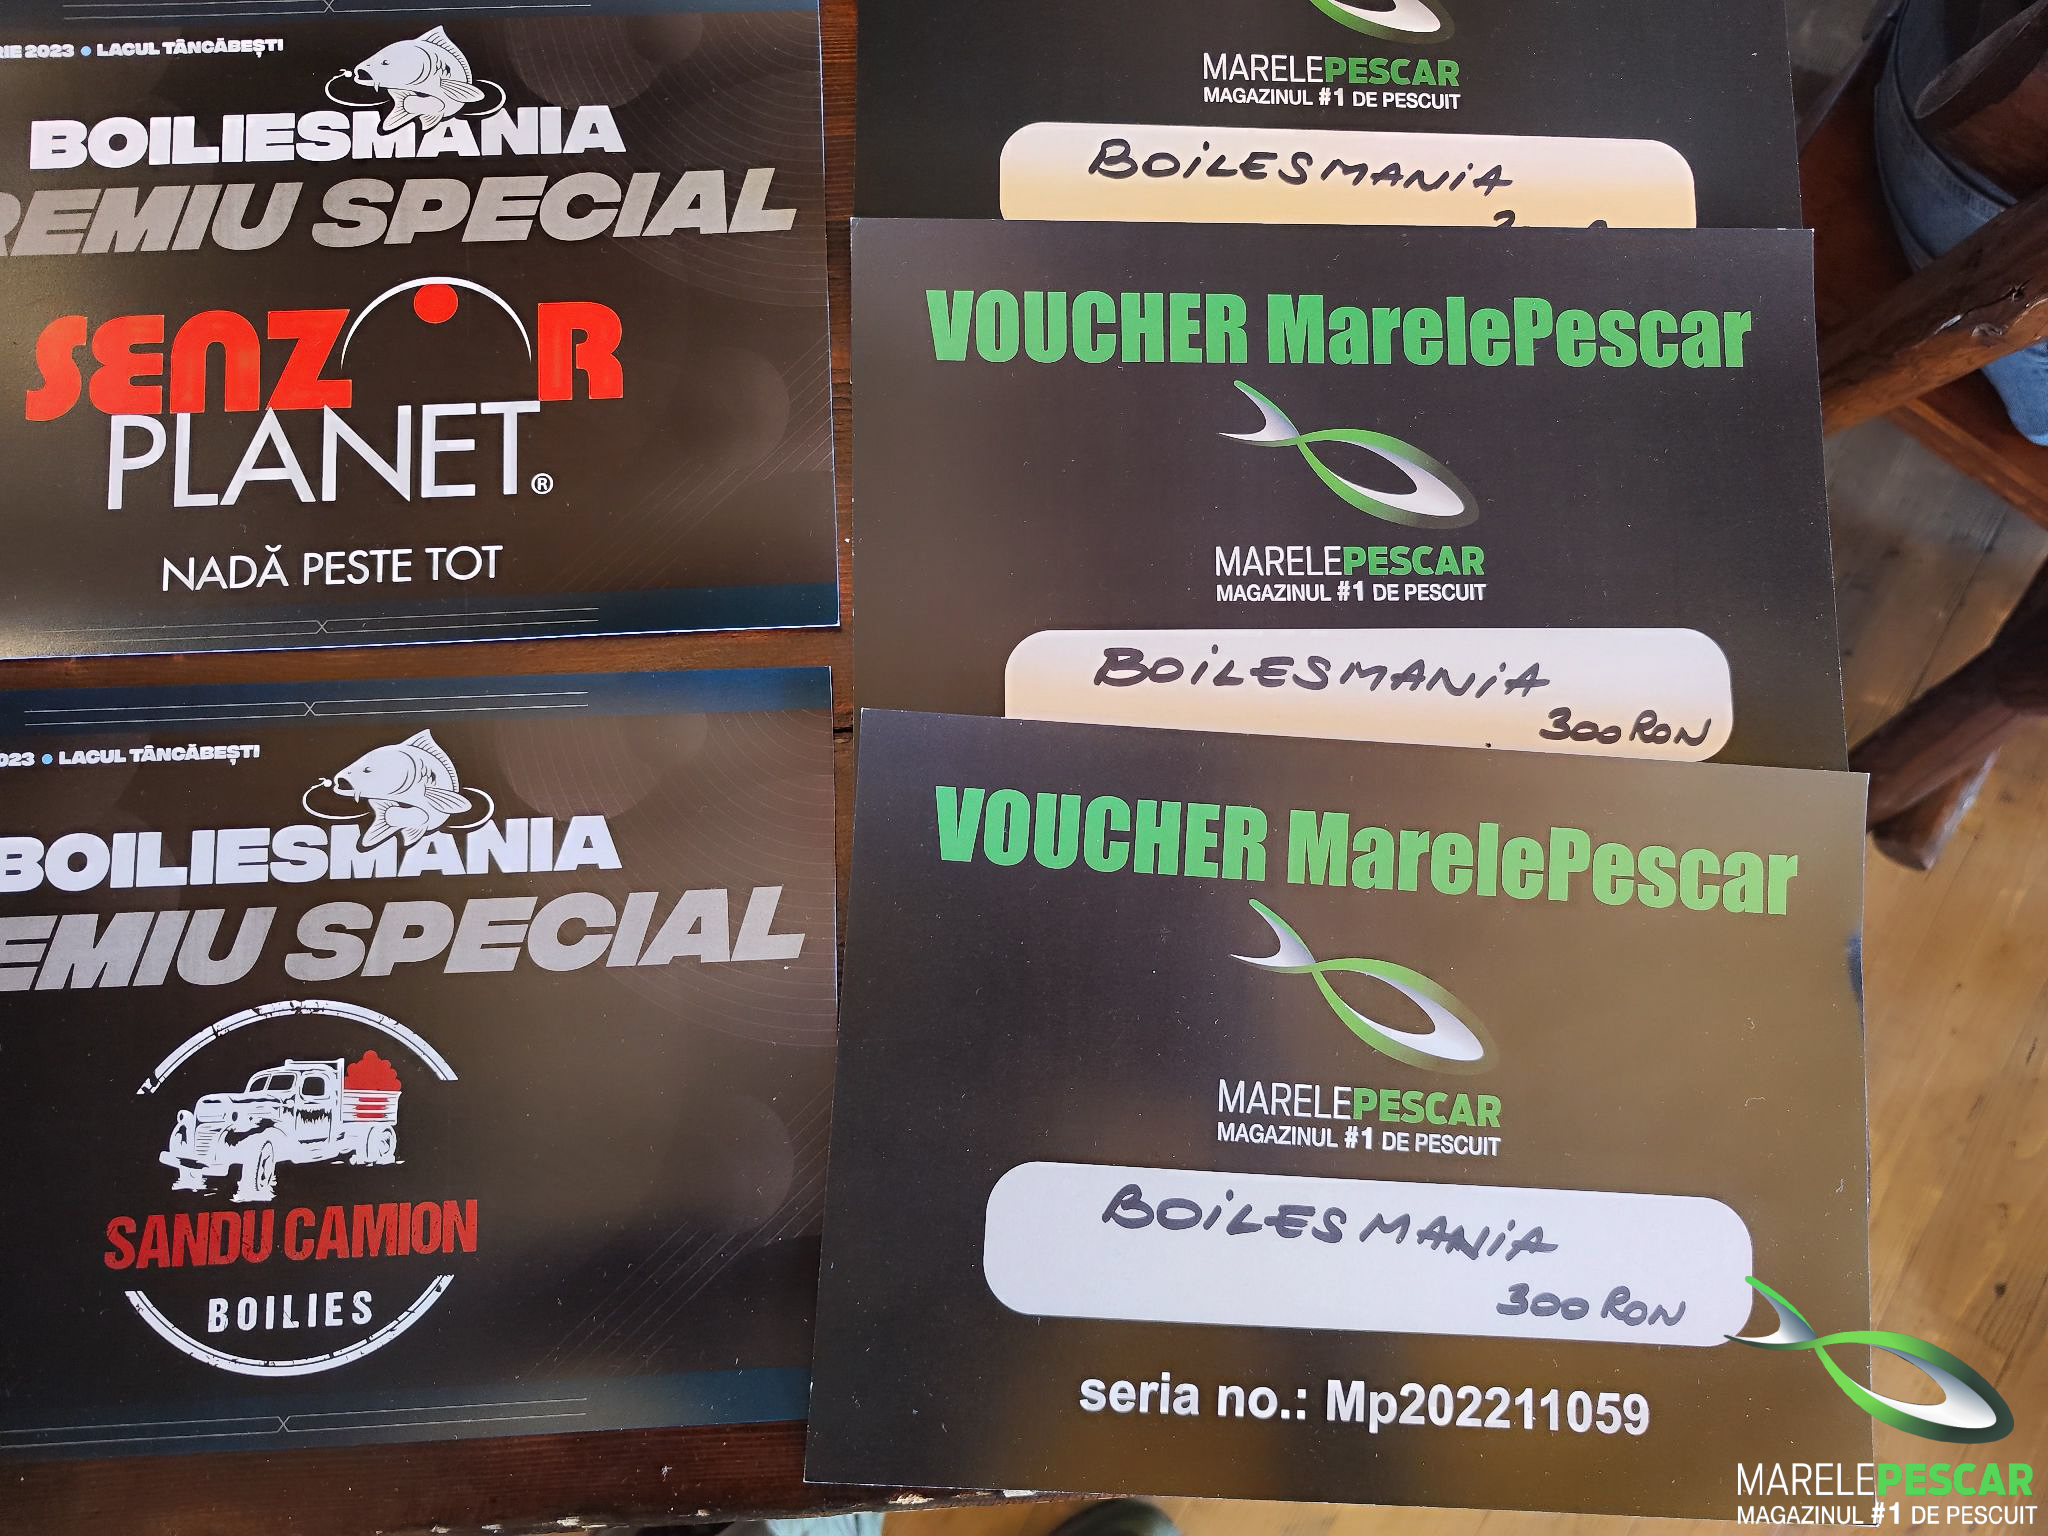 2023 • LACUL TÂNCĂBEȘTI
BOILIESMANIA
PREMIU SPECIAL
SENZOR
PLANET®
NADĂ PESTE TOT
2023 • LACUL TÂNCĂBEȘTI
BOILIESMANIA
PREMIU SPECIAL
SANDU CAMION
BOILIES
MARELEPESCAR
MAGAZINUL #1 DE PESCUIT
BOILESMANIA
VOUCHER MarelePescar
MARELEPESCAR
MAGAZINUL #1 DE PESCUIT
BOILESMANIA
300 RON
VOUCHER MarelePescar
MARELEPESCAR
MAGAZINUL #1 DE PESCUIT
BOILESMANIA
300 RON
seria no.: Mp202211059
MARELEPESCAR
MAGAZINUL #1 DE PESCUIT